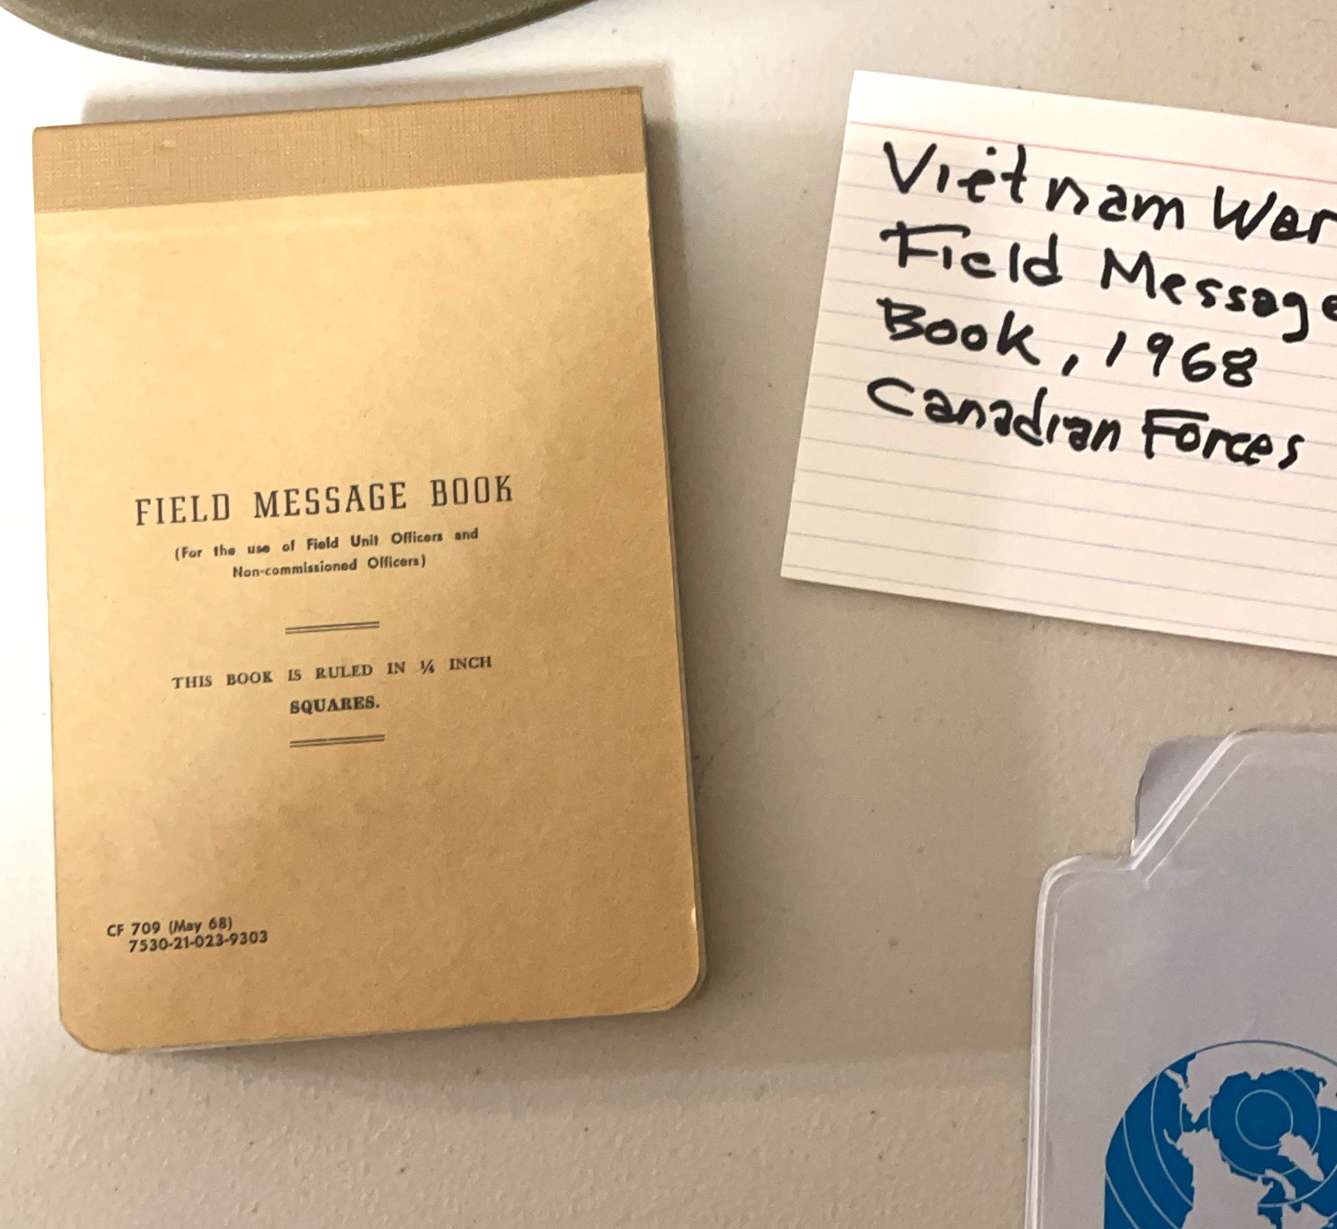 FIELD MESSAGE BOOK
(For the use of Field Unit Officers and
Non-commissioned Officers)
THIS BOOK IS RULED IN ¼ INCH
SQUARES.
CF 709 (May 68)
7530-21-023-9303
Vietnam War
Field Message
Book, 1968
Canadian Forces